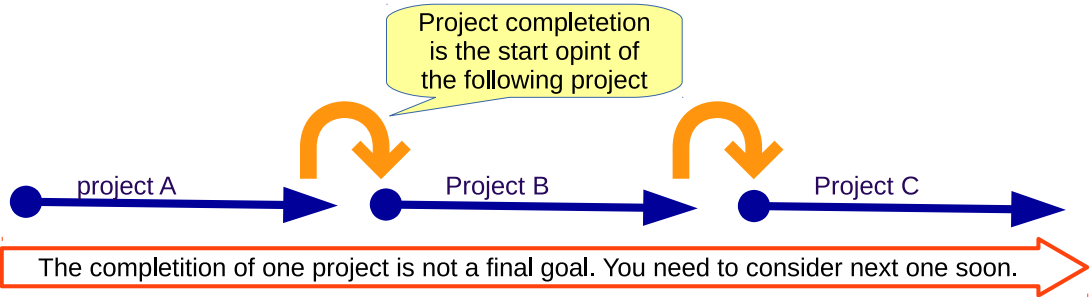 Project completetion
is the start opint of
the following project
project A
Project B
Project C
The completition of one project is not a final goal. You need to consider next one soon.